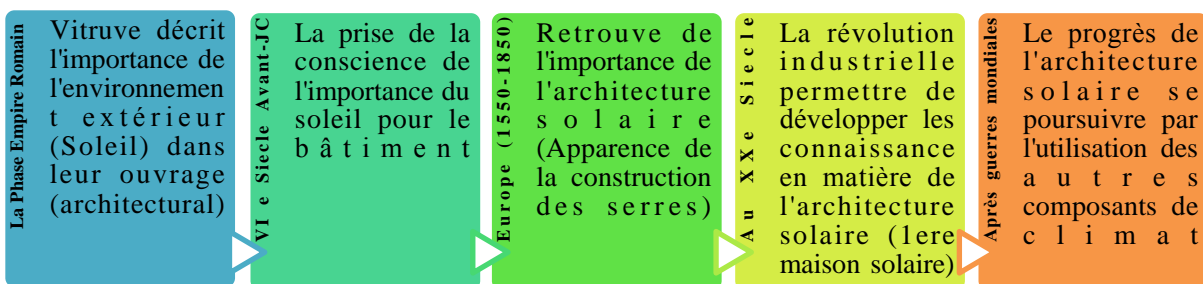 La Phase Empire Romain
Vitruve décrit
l'importance de
l'environnemen
t extérieur
(Soleil) dans
leur ouvrage
(architectural)
VI e Siecle Avant-JC
La prise de la
conscience de
l'importance du
soleil pour le
bâtiment
Europe (1550-1850)
Retrouve de
l'importance de
l'architecture
solaire
(Apparence de
la construction
des serres)
Au XXe Siecle
La révolution
industrielle
permettre de
développer les
connaissance
en matière de
l'architecture
solaire (1ere
maison solaire)
Après guerres mondiales
Le progrès de
l'architecture
solaire se
poursuivre par
l'utilisation des
autres
composants de
climat